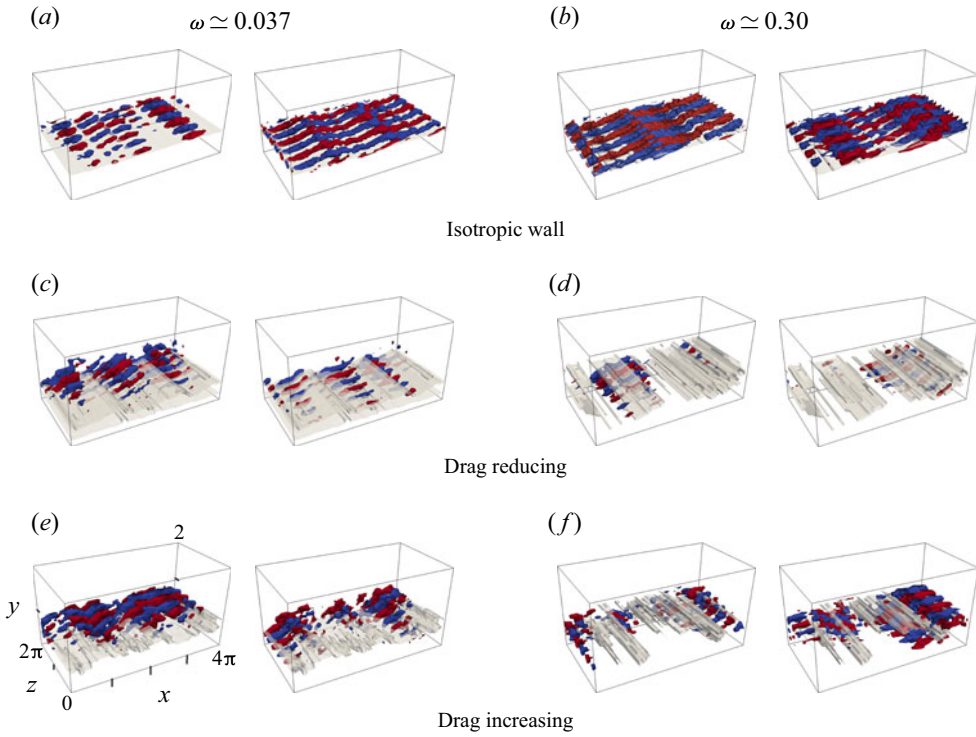 (a) ω ≃ 0.037 (b) ω ≃ 0.30
Isotropic wall
(c) (d)
Drag reducing
(e) (f)
2
y
2π
z
0
x
4π
Drag increasing